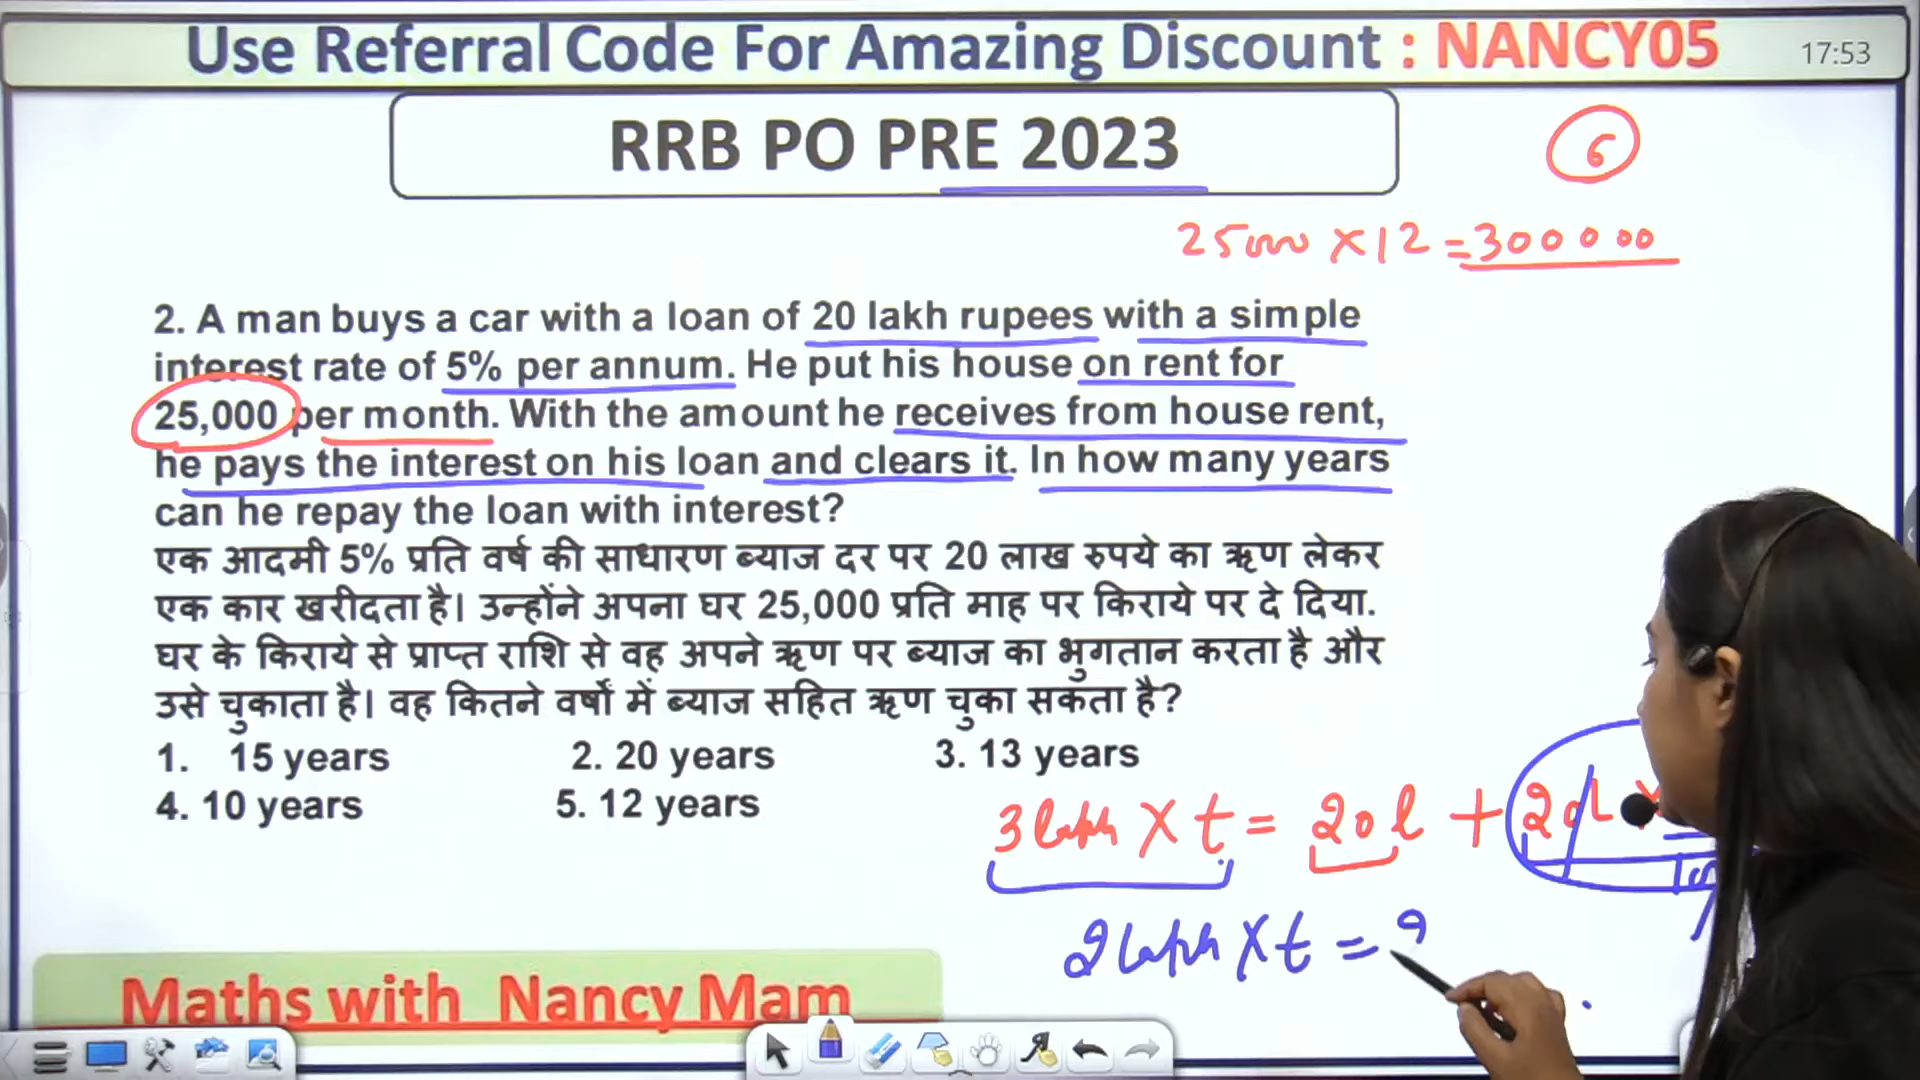 Use Referral Code For Amazing Discount : NANCY05
17:53
RRB PO PRE 2023
6
25000 × 12 = 300000
2. A man buys a car with a loan of 20 lakh rupees with a simple
interest rate of 5% per annum. He put his house on rent for
25,000 per month. With the amount he receives from house rent,
he pays the interest on his loan and clears it. In how many years
can he repay the loan with interest?
एक आदमी 5% प्रति वर्ष की साधारण ब्याज दर पर 20 लाख रुपये का ऋण लेकर
एक कार खरीदता है। उन्होंने अपना घर 25,000 प्रति माह पर किराये पर दे दिया.
घर के किराये से प्राप्त राशि से वह अपने ऋण पर ब्याज का भुगतान करता है और
उसे चुकाता है। वह कितने वर्षों में ब्याज सहित ऋण चुका सकता है?
1. 15 years
2. 20 years
3. 13 years
4. 10 years
5. 12 years
3 lakh × t = 20l + 20L ×
2 lakh × t =
Maths with Nancy Mam